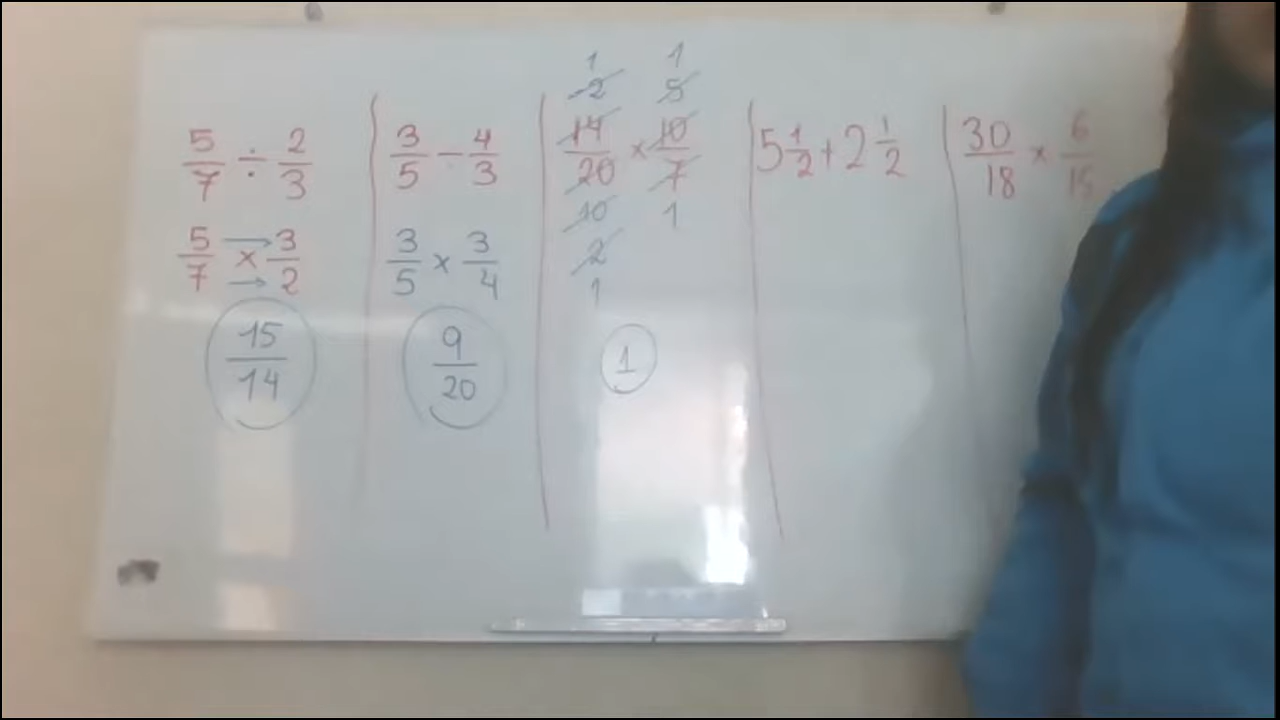 5/7 ÷ 2/3
5/7 × 3/2
15/14
3/5 − 4/3
3/5 × 3/4
9/20
1 1
2 5
14/20 × 10/7
10 1
2
1
1
5 1/2 + 2 1/2
30/18 × 6/15